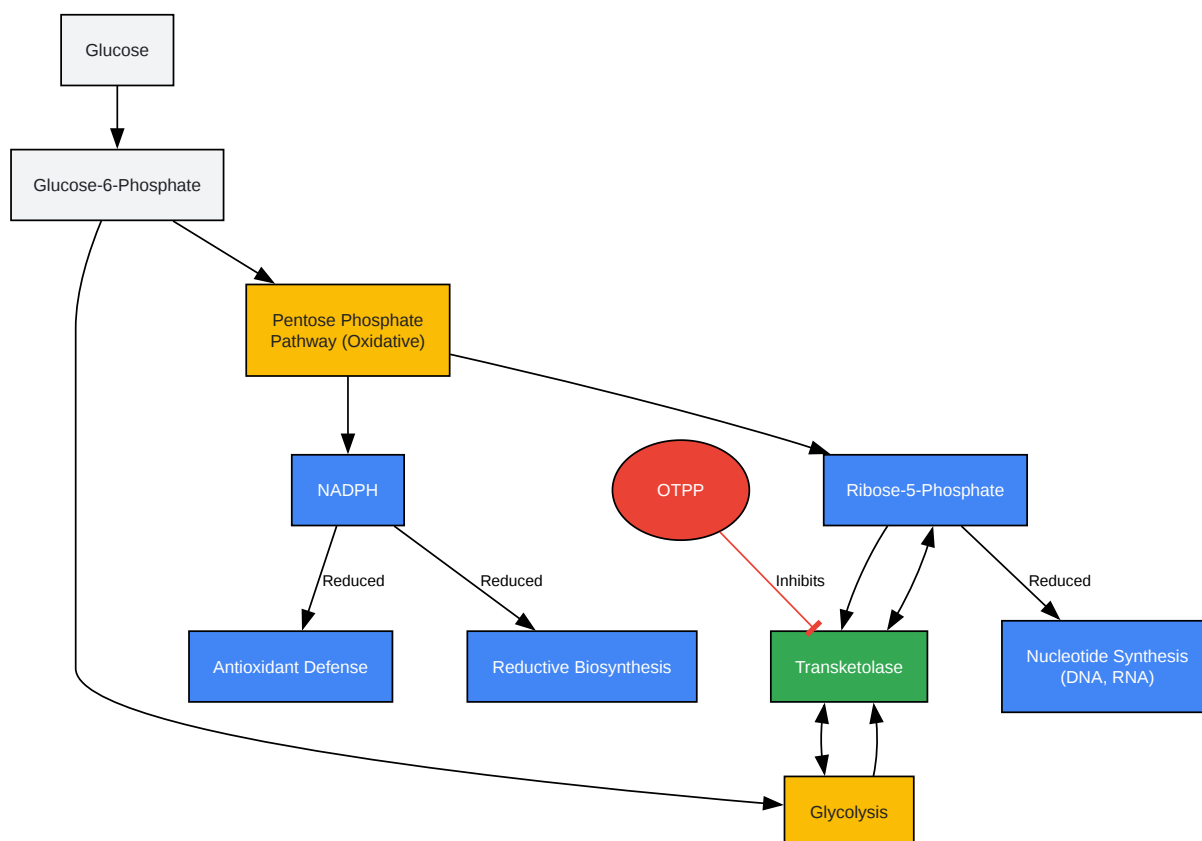 Glucose
Glucose-6-Phosphate
Pentose Phosphate
Pathway (Oxidative)
NADPH
OTPP
Ribose-5-Phosphate
Reduced
Reduced
Inhibits
Reduced
Antioxidant Defense
Reductive Biosynthesis
Transketolase
Nucleotide Synthesis
(DNA, RNA)
Glycolysis